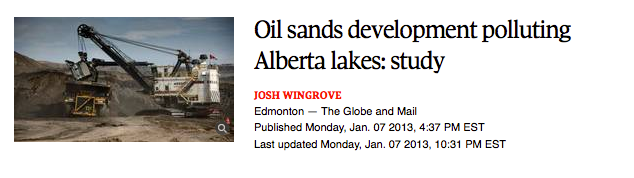 Oil sands development polluting
Alberta lakes: study
JOSH WINGROVE
Edmonton — The Globe and Mail
Published Monday, Jan. 07 2013, 4:37 PM EST
Last updated Monday, Jan. 07 2013, 10:31 PM EST